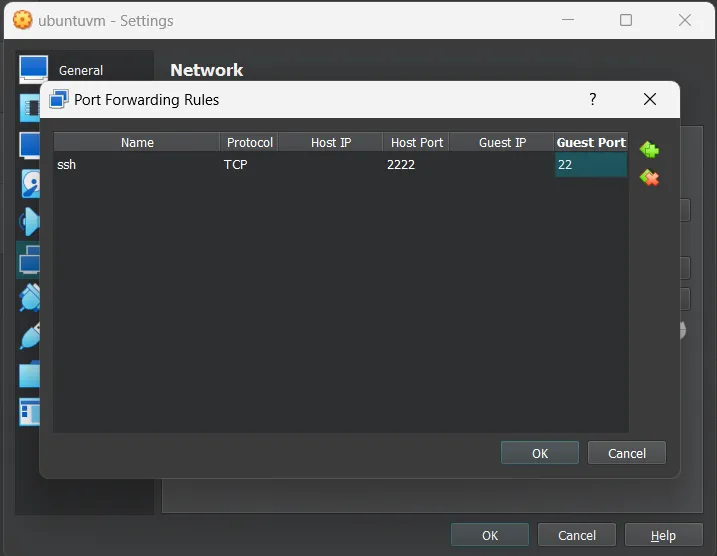 ubuntuvm - Settings
General
Network
Port Forwarding Rules
?
Name Protocol Host IP Host Port Guest IP Guest Port
ssh TCP 2222 22
OK Cancel
OK Cancel Help